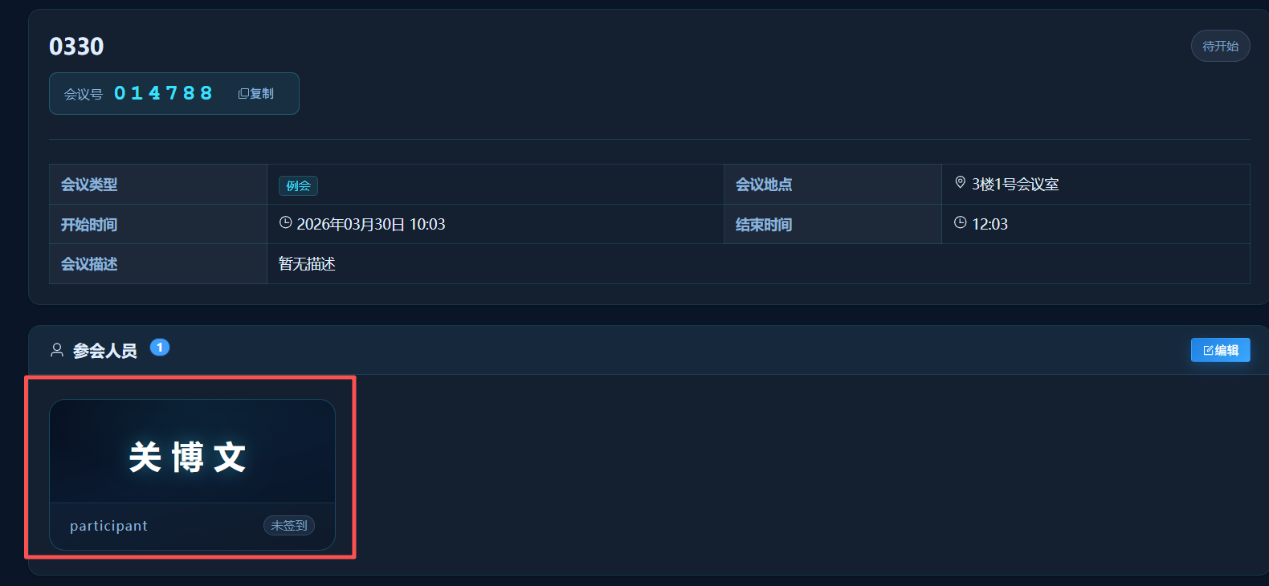 0330
待开始
会议号 014788 复制
会议类型 例会 会议地点 3楼1号会议室
开始时间 2026年03月30日 10:03 结束时间 12:03
会议描述 暂无描述
参会人员 1 编辑
关博文
participant 未签到